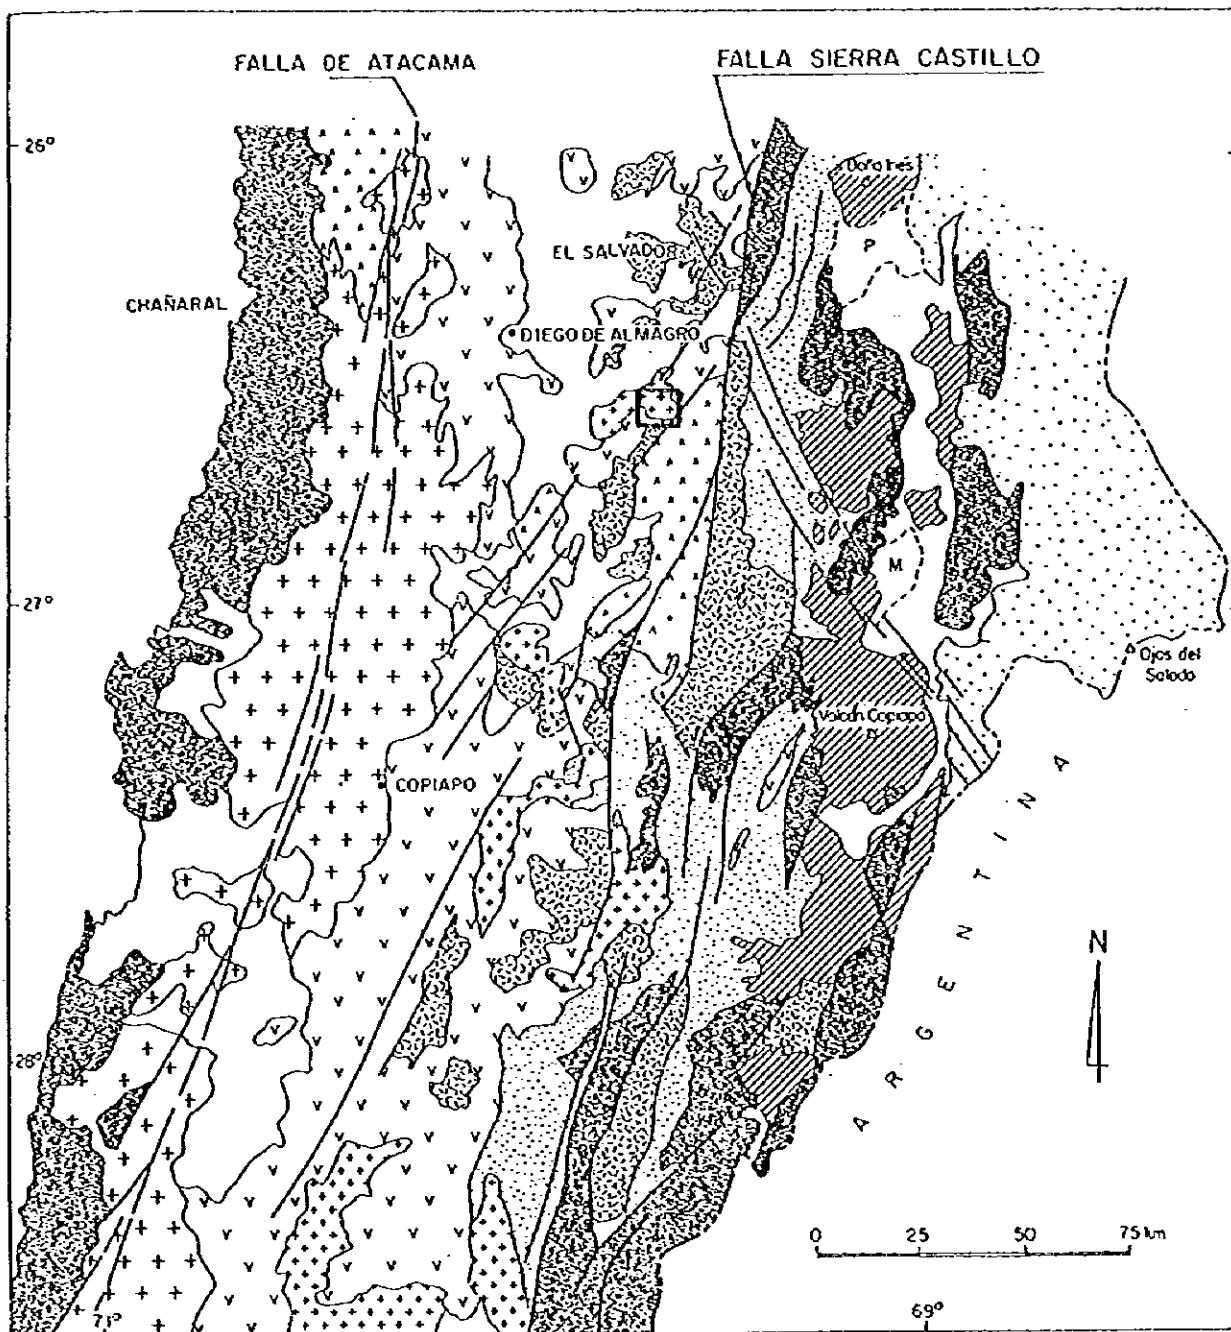 FALLA DE ATACAMA
FALLA SIERRA CASTILLO
26°
Doña Inés
P
EL SALVADOR
CHAÑARAL
DIEGO DE ALMAGRO
M
27°
Ojos del
Salado
Volcán Copiapó
COPIAPO
ARGENTINA
N
28°
0 25 50 75 km
71°
69°